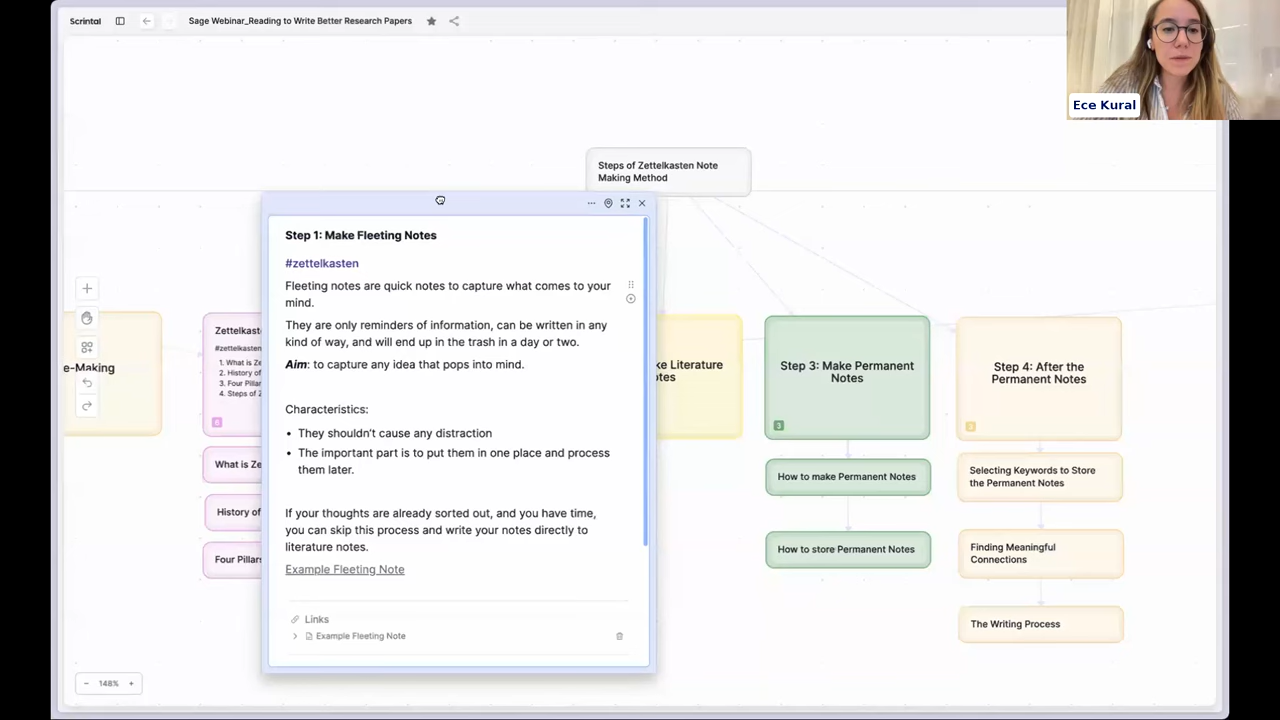 Scrintal
Sage Webinar_Reading to Write Better Research Papers
Ece Kural
Steps of Zettelkasten Note
Making Method
Step 1: Make Fleeting Notes
#zettelkasten
Fleeting notes are quick notes to capture what comes to your
mind.
They are only reminders of information, can be written in any
kind of way, and will end up in the trash in a day or two.
Aim: to capture any idea that pops into mind.
Characteristics:
• They shouldn't cause any distraction
• The important part is to put them in one place and process
them later.
If your thoughts are already sorted out, and you have time,
you can skip this process and write your notes directly to
literature notes.
Example Fleeting Note
Links
Example Fleeting Note
e-Making
Zettelkaste
#zettelkasten
1. What is Ze
2. History of
3. Four Pillar
4. Steps of Z
6
What is Ze
History of
Four Pillars
ke Literature
otes
Step 3: Make Permanent
Notes
3
How to make Permanent Notes
How to store Permanent Notes
Step 4: After the
Permanent Notes
Selecting Keywords to Store
the Permanent Notes
Finding Meaningful
Connections
The Writing Process
− 148% +